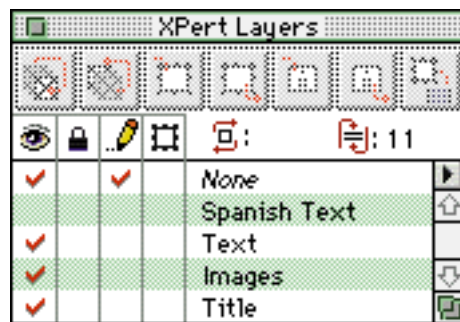 XPert Layers
: : 11
None
Spanish Text
Text
Images
Title